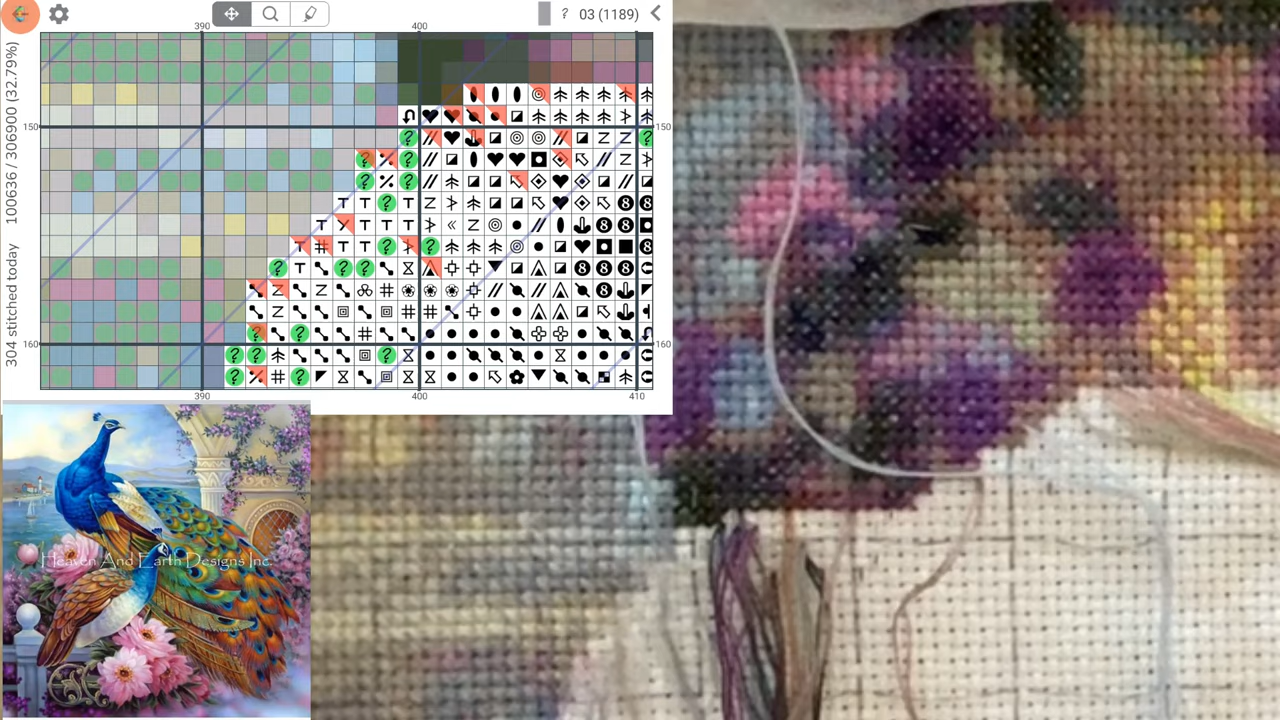 ? 03 (1189)
390 400
304 stitched today 100636 / 306900 (32.79%)
150 150
160 160
390 400 410
Heaven And Earth Designs Inc.